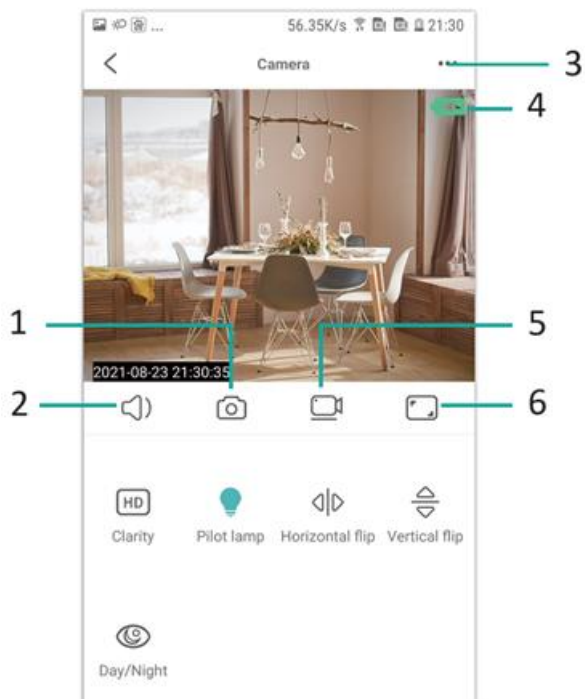 ... 56.35K/s 21:30
Camera ... 3
4
1 5
2021-08-23 21:30:35
2 6
HD
Clarity Pilot lamp Horizontal flip Vertical flip
Day/Night